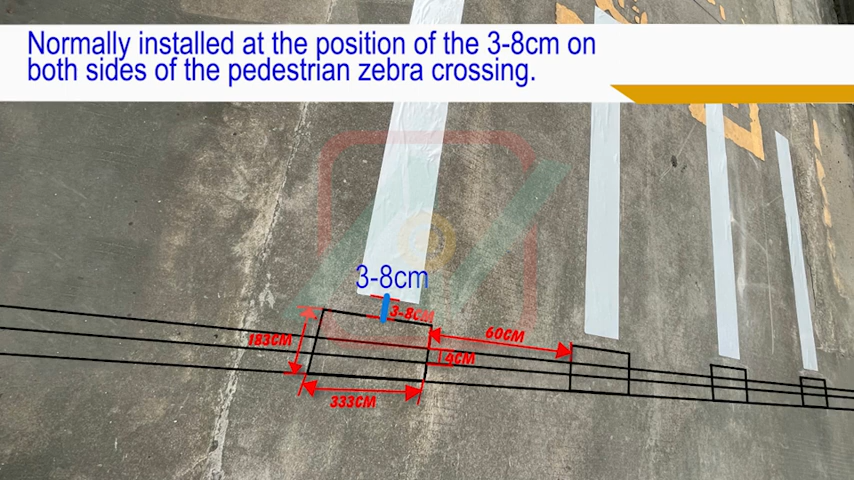 Normally installed at the position of the 3-8cm on
both sides of the pedestrian zebra crossing.
3-8cm
3-8CM
183CM
60CM
4CM
333CM